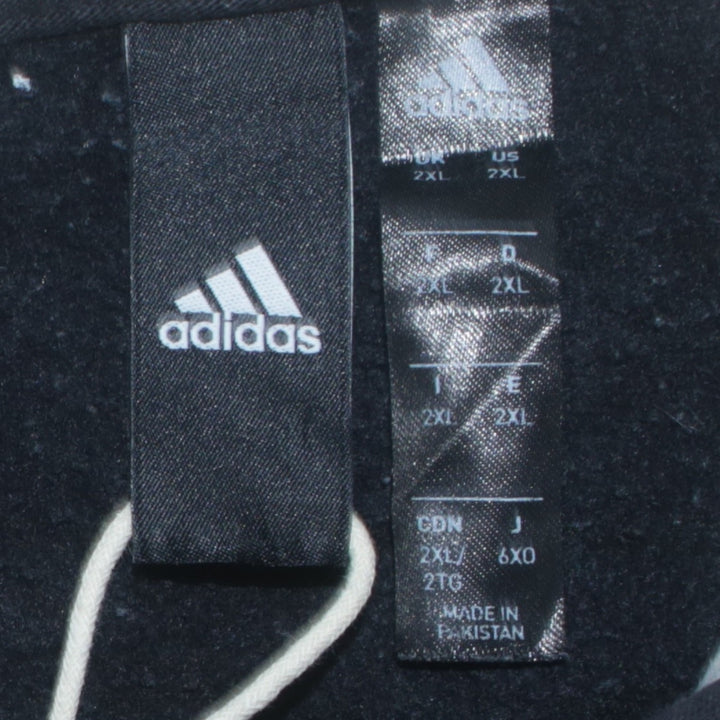 adidas
adidas
UK US
2XL 2XL
F D
2XL 2XL
I E
2XL 2XL
CDN J
2XL/ 6XO
2TG
MADE IN
PAKISTAN